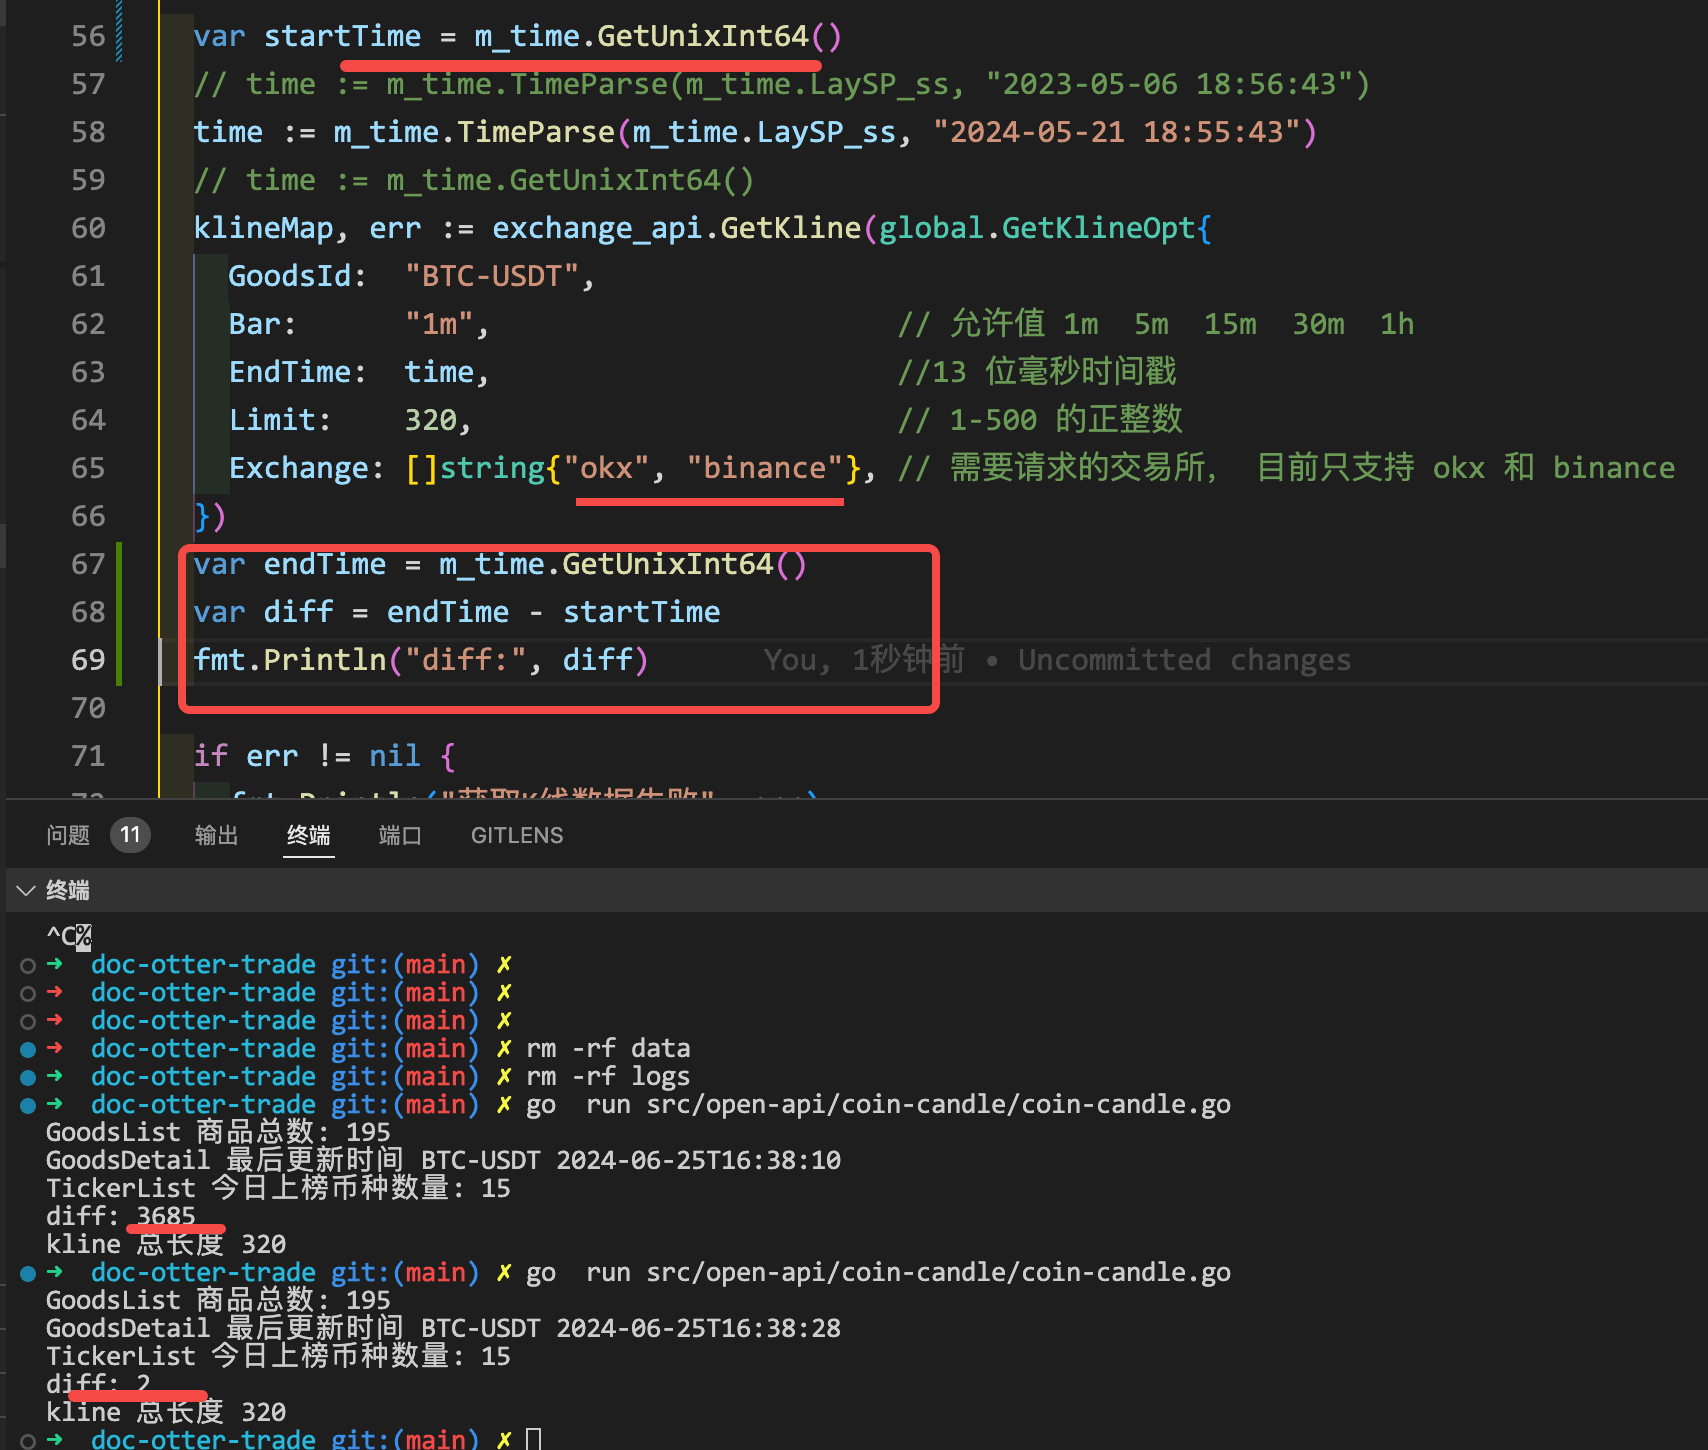 56 var startTime = m_time.GetUnixInt64()
57 // time := m_time.TimeParse(m_time.LaySP_ss, "2023-05-06 18:56:43")
58 time := m_time.TimeParse(m_time.LaySP_ss, "2024-05-21 18:55:43")
59 // time := m_time.GetUnixInt64()
60 klineMap, err := exchange_api.GetKline(global.GetKlineOpt{
61 GoodsId: "BTC-USDT",
62 Bar: "1m", // 允许值 1m 5m 15m 30m 1h
63 EndTime: time, //13 位毫秒时间戳
64 Limit: 320, // 1-500 的正整数
65 Exchange: []string{"okx", "binance"}, // 需要请求的交易所, 目前只支持 okx 和 binance
66 })
67 var endTime = m_time.GetUnixInt64()
68 var diff = endTime - startTime
69 fmt.Println("diff:", diff) You, 1秒钟前 • Uncommitted changes
70
71 if err != nil {
72 fmt.Println("获取K线数据失败", err)
问题 11 输出 终端 端口 GITLENS
终端
^C%
➜ doc-otter-trade git:(main) ✗
➜ doc-otter-trade git:(main) ✗
➜ doc-otter-trade git:(main) ✗
➜ doc-otter-trade git:(main) ✗ rm -rf data
➜ doc-otter-trade git:(main) ✗ rm -rf logs
➜ doc-otter-trade git:(main) ✗ go  run src/open-api/coin-candle/coin-candle.go
GoodsList 商品总数: 195
GoodsDetail 最后更新时间 BTC-USDT 2024-06-25T16:38:10
TickerList 今日上榜币种数量: 15
diff: 3685
kline 总长度 320
➜ doc-otter-trade git:(main) ✗ go  run src/open-api/coin-candle/coin-candle.go
GoodsList 商品总数: 195
GoodsDetail 最后更新时间 BTC-USDT 2024-06-25T16:38:28
TickerList 今日上榜币种数量: 15
diff: 2
kline 总长度 320
➜ doc-otter-trade git:(main) ✗